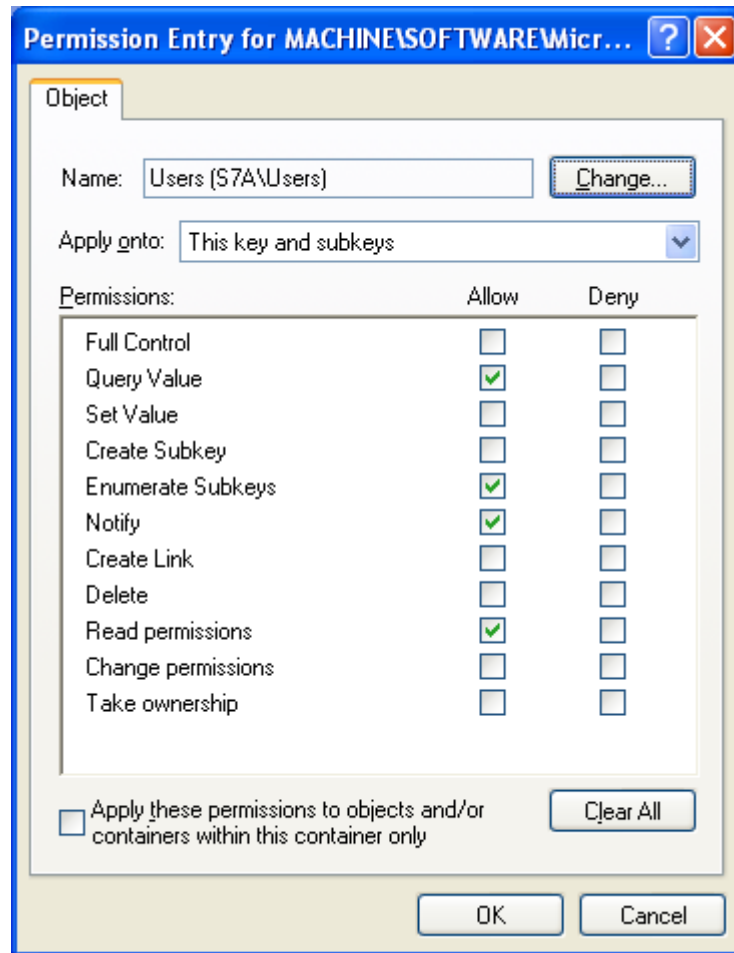 Permission Entry for MACHINE\SOFTWARE\Micr...
Object
Name: Users (S7A\Users) Change...
Apply onto: This key and subkeys
Permissions: Allow Deny
Full Control
Query Value
Set Value
Create Subkey
Enumerate Subkeys
Notify
Create Link
Delete
Read permissions
Change permissions
Take ownership
Apply these permissions to objects and/or
containers within this container only
Clear All
OK Cancel